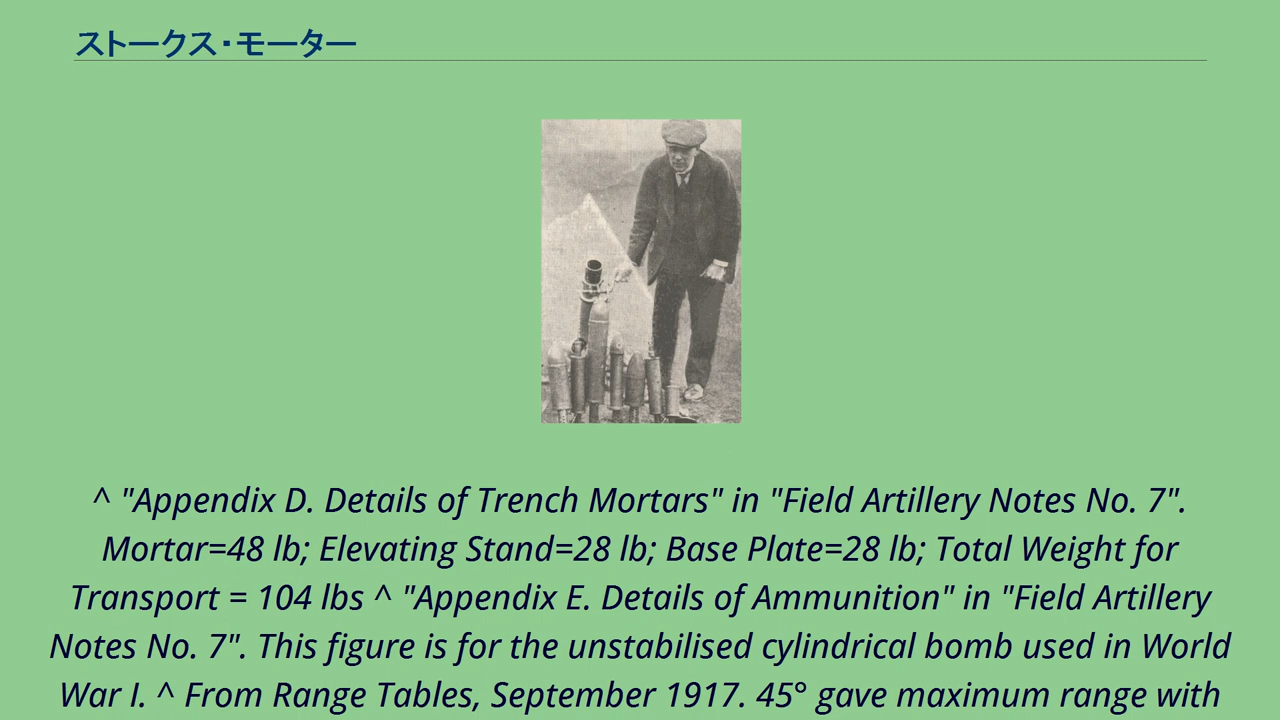 ストークス・モーター
^ "Appendix D. Details of Trench Mortars" in "Field Artillery Notes No. 7".
Mortar=48 lb; Elevating Stand=28 lb; Base Plate=28 lb; Total Weight for
Transport = 104 lbs ^ "Appendix E. Details of Ammunition" in "Field Artillery
Notes No. 7". This figure is for the unstabilised cylindrical bomb used in World
War I. ^ From Range Tables, September 1917. 45° gave maximum range with